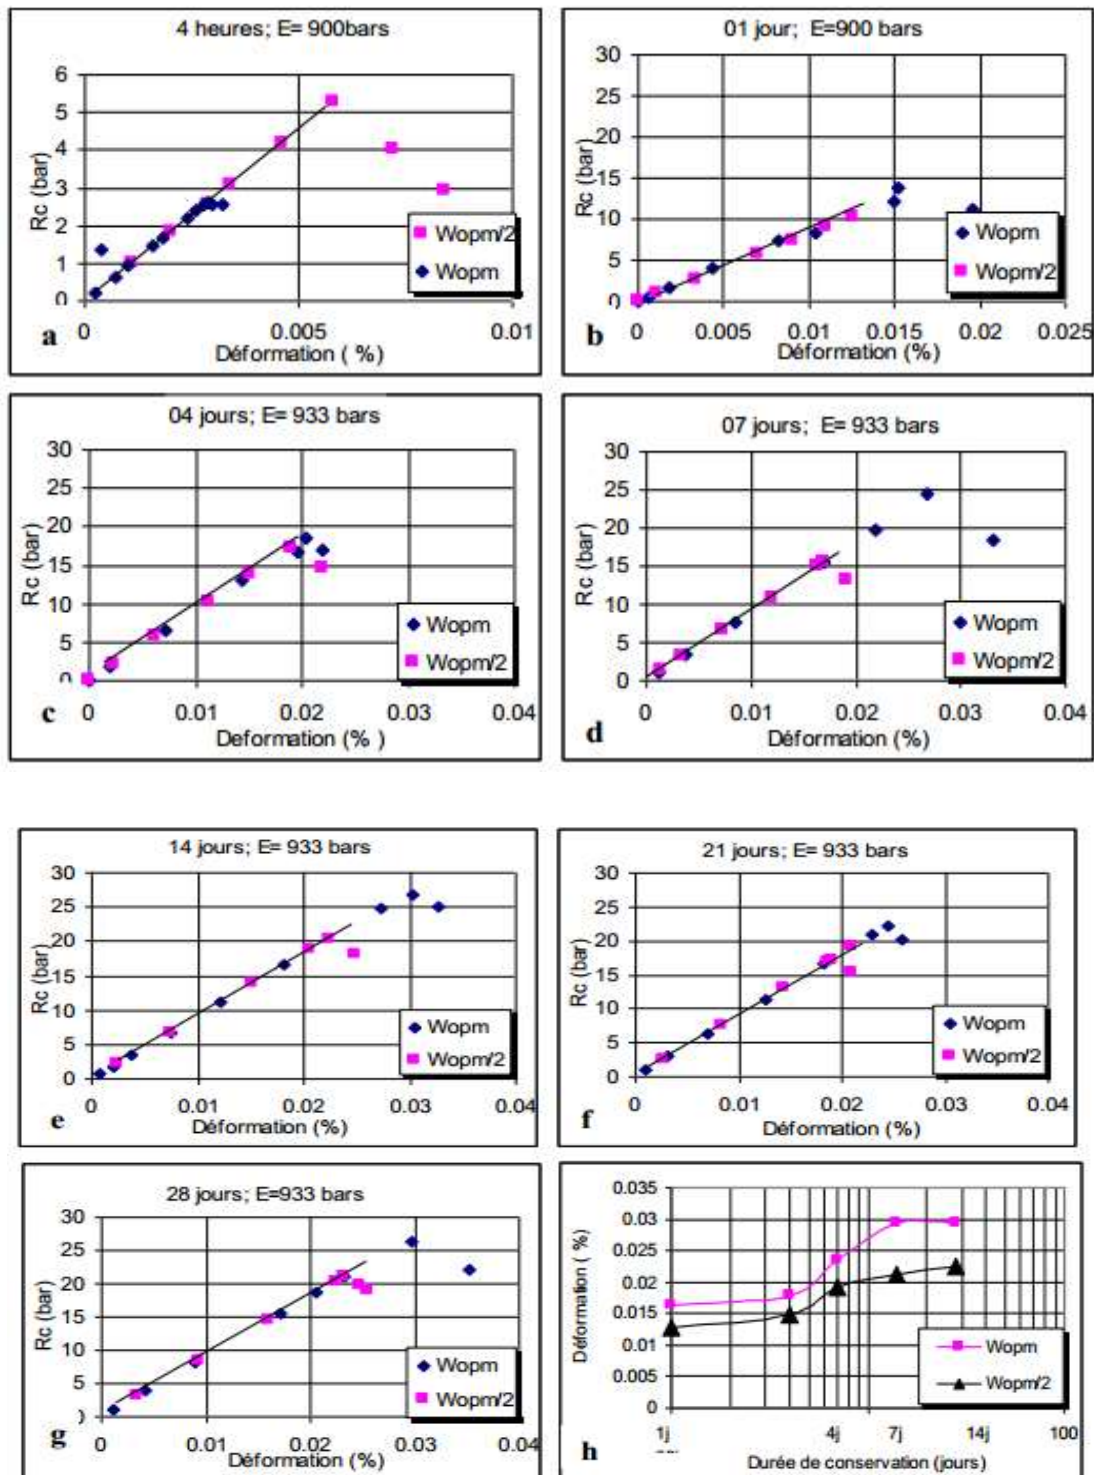 4 heures; E= 900bars
6
5
4
3
2
1
0
Rc (bar)
Wopm/2
Wopm
0 0.005 0.01
a
Déformation ( %)
01 jour; E=900 bars
30
25
20
15
10
5
0
Rc (bar)
Wopm
Wopm/2
0 0.005 0.01 0.015 0.02 0.025
b
Déformation (%)
04 jours; E= 933 bars
30
25
20
15
10
5
0
Rc (bar)
Wopm
Wopm/2
0 0.01 0.02 0.03 0.04
c
Deformation (% )
07 jours; E= 933 bars
30
25
20
15
10
5
0
Rc (bar)
Wopm
Wopm/2
0 0.01 0.02 0.03 0.04
d
Déformation (%)
14 jours; E= 933 bars
30
25
20
15
10
5
0
Rc (bar)
Wopm
Wopm/2
0 0.01 0.02 0.03 0.04
e
Déformation (%)
21 jours; E= 933 bars
30
25
20
15
10
5
0
Rc (bar)
Wopm
Wopm/2
0 0.01 0.02 0.03 0.04
f
Déformation (%)
28 jours; E=933 bars
30
25
20
15
10
5
Rc (bar)
Wopm
Wopm/2
0 0.01 0.02 0.03 0.04
g
Déformation (%)
0.035
0.03
0.025
0.02
0.015
0.01
0.005
0
Déformation ( %)
Wopm
Wopm/2
1j 4j 7j 14j 100
h
Durée de conservation (jours)